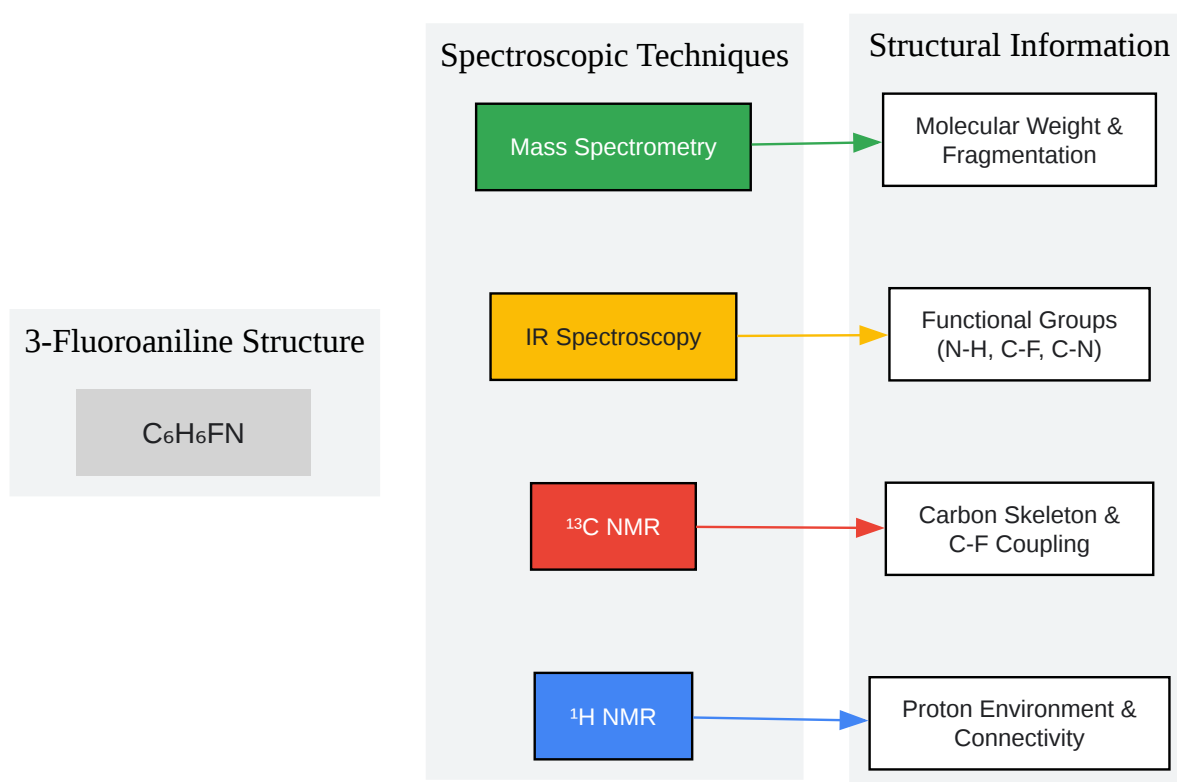 3-Fluoroaniline Structure
C₆H₆FN
Spectroscopic Techniques
Mass Spectrometry
IR Spectroscopy
¹³C NMR
¹H NMR
Structural Information
Molecular Weight &
Fragmentation
Functional Groups
(N-H, C-F, C-N)
Carbon Skeleton &
C-F Coupling
Proton Environment &
Connectivity